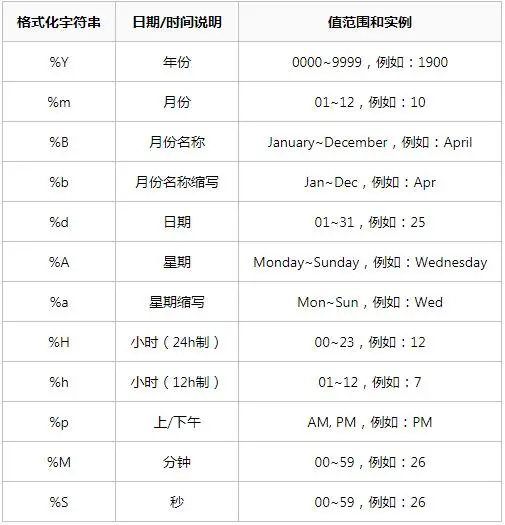 格式化字符串 日期/时间说明 值范围和实例
%Y 年份 0000~9999，例如：1900
%m 月份 01~12，例如：10
%B 月份名称 January~December，例如：April
%b 月份名称缩写 Jan~Dec，例如：Apr
%d 日期 01~31，例如：25
%A 星期 Monday~Sunday，例如：Wednesday
%a 星期缩写 Mon~Sun，例如：Wed
%H 小时（24h制） 00~23，例如：12
%h 小时（12h制） 01~12，例如：7
%p 上/下午 AM, PM，例如：PM
%M 分钟 00~59，例如：26
%S 秒 00~59，例如：26